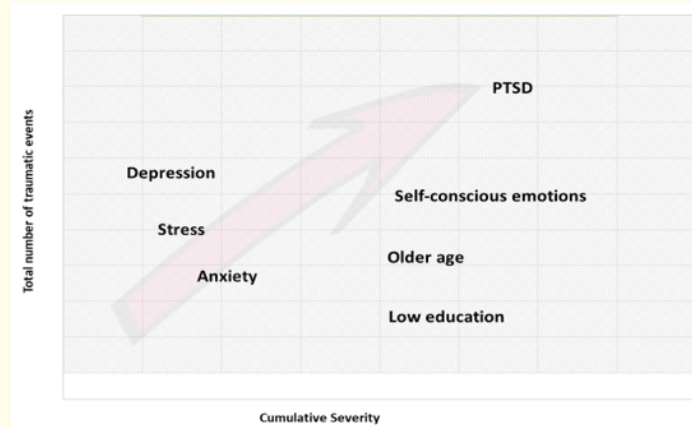 PTSD
Depression
Self-conscious emotions
Stress
Older age
Anxiety
Low education
Total number of traumatic events
Cumulative Severity